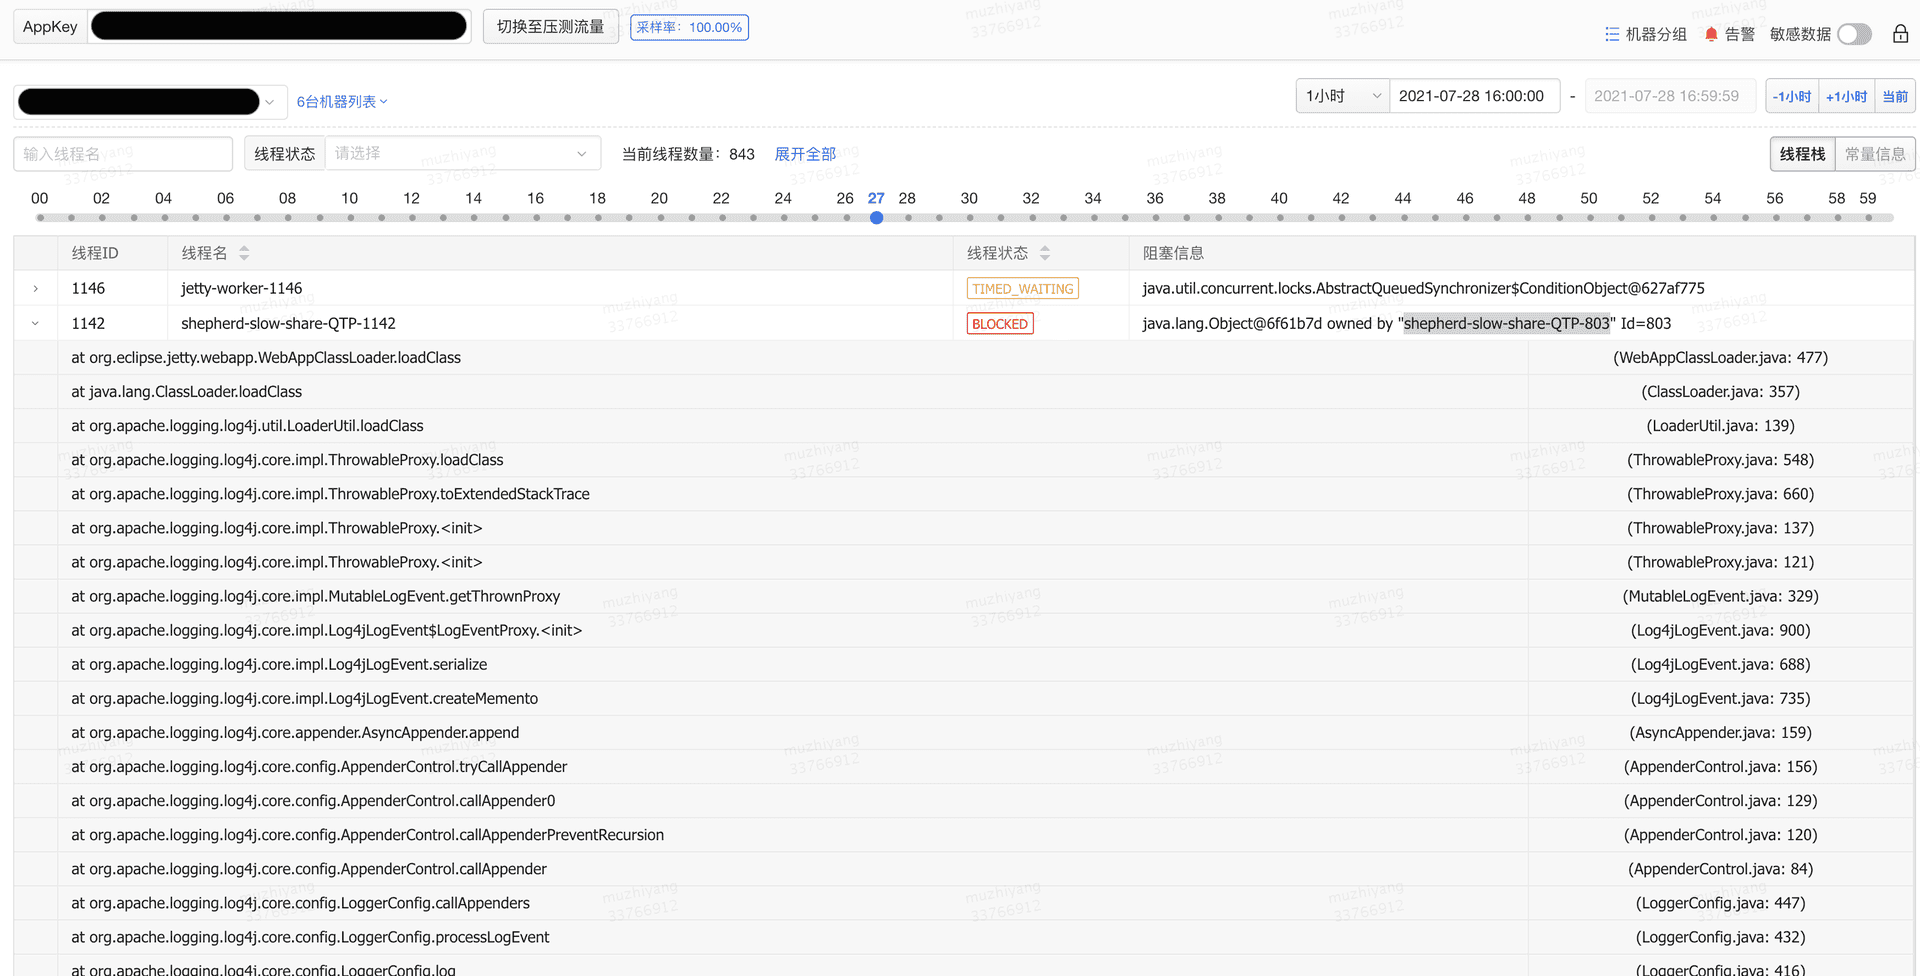 AppKey 切换至压测流量 采样率：100.00% 机器分组 告警 敏感数据
6台机器列表 1小时 2021-07-28 16:00:00 - 2021-07-28 16:59:59 -1小时 +1小时 当前
输入线程名 线程状态 请选择 当前线程数量：843 展开全部 线程栈 常量信息
00 02 04 06 08 10 12 14 16 18 20 22 24 26 27 28 30 32 34 36 38 40 42 44 46 48 50 52 54 56 58 59
线程ID 线程名 线程状态 阻塞信息
1146 jetty-worker-1146 TIMED_WAITING java.util.concurrent.locks.AbstractQueuedSynchronizer$ConditionObject@627af775
1142 shepherd-slow-share-QTP-1142 BLOCKED java.lang.Object@6f61b7d owned by "shepherd-slow-share-QTP-803" Id=803
at org.eclipse.jetty.webapp.WebAppClassLoader.loadClass (WebAppClassLoader.java: 477)
at java.lang.ClassLoader.loadClass (ClassLoader.java: 357)
at org.apache.logging.log4j.util.LoaderUtil.loadClass (LoaderUtil.java: 139)
at org.apache.logging.log4j.core.impl.ThrowableProxy.loadClass (ThrowableProxy.java: 548)
at org.apache.logging.log4j.core.impl.ThrowableProxy.toExtendedStackTrace (ThrowableProxy.java: 660)
at org.apache.logging.log4j.core.impl.ThrowableProxy.<init> (ThrowableProxy.java: 137)
at org.apache.logging.log4j.core.impl.ThrowableProxy.<init> (ThrowableProxy.java: 121)
at org.apache.logging.log4j.core.impl.MutableLogEvent.getThrownProxy (MutableLogEvent.java: 329)
at org.apache.logging.log4j.core.impl.Log4jLogEvent$LogEventProxy.<init> (Log4jLogEvent.java: 900)
at org.apache.logging.log4j.core.impl.Log4jLogEvent.serialize (Log4jLogEvent.java: 688)
at org.apache.logging.log4j.core.impl.Log4jLogEvent.createMemento (Log4jLogEvent.java: 735)
at org.apache.logging.log4j.core.appender.AsyncAppender.append (AsyncAppender.java: 159)
at org.apache.logging.log4j.core.config.AppenderControl.tryCallAppender (AppenderControl.java: 156)
at org.apache.logging.log4j.core.config.AppenderControl.callAppender0 (AppenderControl.java: 129)
at org.apache.logging.log4j.core.config.AppenderControl.callAppenderPreventRecursion (AppenderControl.java: 120)
at org.apache.logging.log4j.core.config.AppenderControl.callAppender (AppenderControl.java: 84)
at org.apache.logging.log4j.core.config.LoggerConfig.callAppenders (LoggerConfig.java: 447)
at org.apache.logging.log4j.core.config.LoggerConfig.processLogEvent (LoggerConfig.java: 432)
at org.apache.logging.log4j.core.config.LoggerConfig.log (LoggerConfig.java: 416)
muzhiyang
33766912